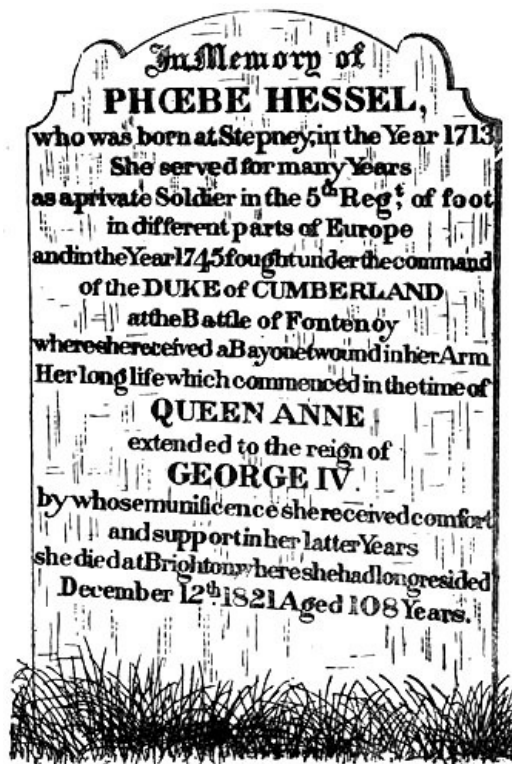 In Memory of
PHŒBE HESSEL,
who was born at Stepney, in the Year 1713
She served for many Years
as a private Soldier in the 5th Regt. of foot
in different parts of Europe
and in the Year 1745 fought under the command
of the DUKE of CUMBERLAND
at the Battle of Fontenoy
where she received a Bayonet wound in her Arm
Her long life which commenced in the time of
QUEEN ANNE
extended to the reign of
GEORGE IV.
by whose munificence she received comfort
and support in her latter Years
she died at Brighton, where she had long resided
December 12th. 1821 Aged 108 Years.